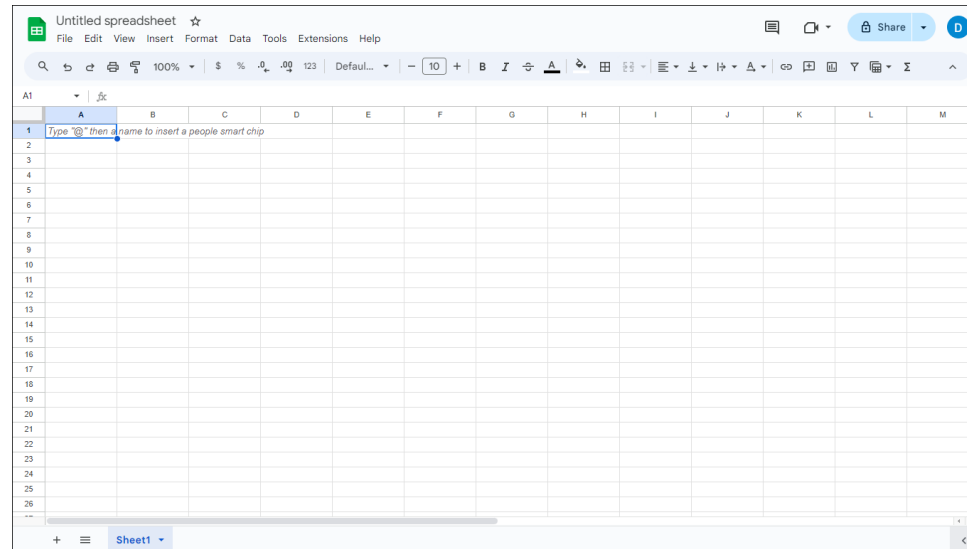 Untitled spreadsheet
Share
D
File Edit View Insert Format Data Tools Extensions Help
100% $ % .0 .00 123 Defaul... − 10 + B I A Σ
A1 fx
A B C D E F G H I J K L M
1 Type "@" then a name to insert a people smart chip
2
3
4
5
6
7
8
9
10
11
12
13
14
15
16
17
18
19
20
21
22
23
24
25
26
+ Sheet1